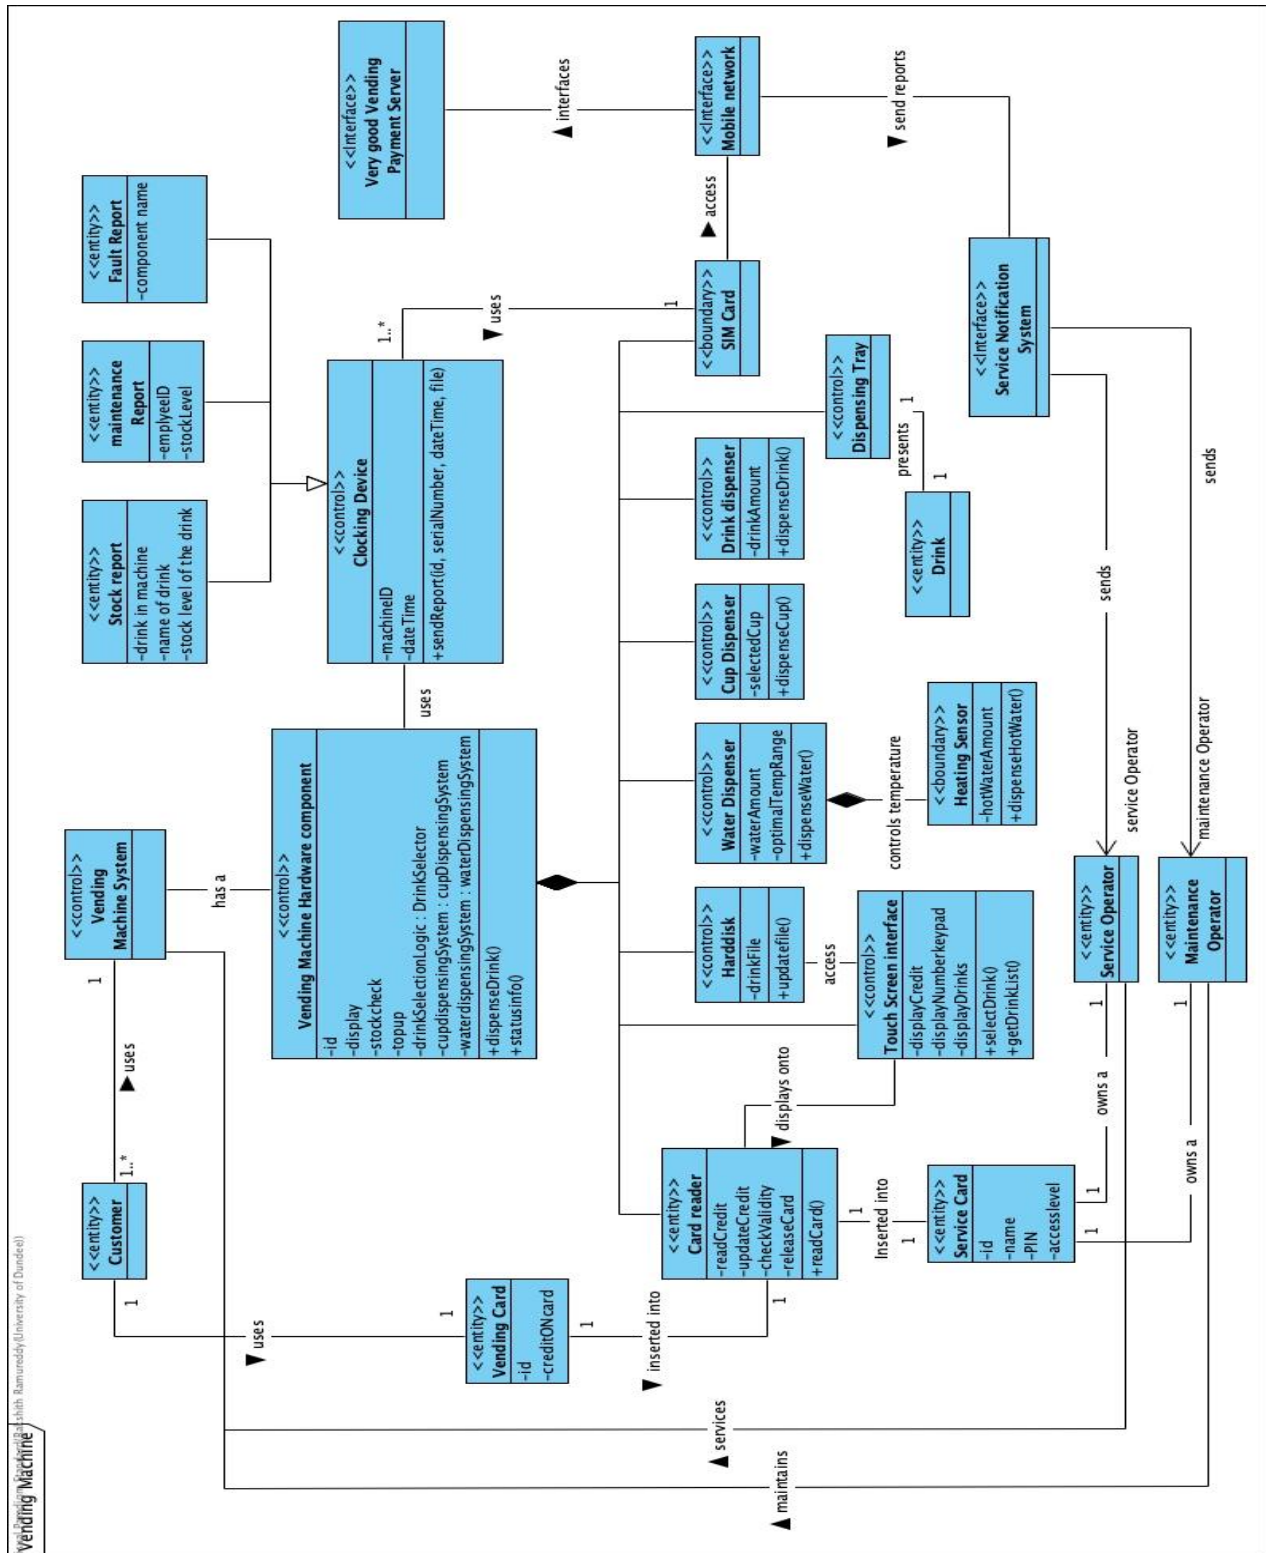 Ramureddy(University of Dundee))
Vending Machine
<<entity>>
Customer
1
1..*
uses
1
<<control>>
Vending
Machine System
<<entity>>
Stock report
-drink in machine
-name of drink
-stock level of the drink
<<entity>>
maintenance
Report
-emplyeeID
-stockLevel
<<entity>>
Fault Report
-component name
has a
uses
<<control>>
Vending Machine Hardware component
-id
-display
-stockcheck
-topup
-drinkSelectionLogic : DrinkSelector
-cupdispensingSystem : cupDispensingSystem
-waterdispensingSystem : waterDispensingSystem
+dispenseDrink()
+statusinfo()
uses
<<control>>
Clocking Device
-machineID
-dateTime
+sendReport(id, serialNumber, dateTime, file)
1..*
uses
1
<<Interface>>
Very good Vending
Payment Server
interfaces
1
<<entity>>
Vending Card
-id
-creditONcard
1
inserted into
1
<<entity>>
Card reader
-readCredit
-updateCredit
-checkValidity
-releaseCard
+readCard()
<<control>>
Harddisk
-drinkFile
+updatefile()
<<control>>
Water Dispenser
-waterAmount
-optimalTempRange
+dispenseWater()
<<control>>
Cup Dispenser
-selectedCup
+dispenseCup()
<<control>>
Drink dispenser
-drinkAmount
+dispenseDrink()
<<boundary>>
SIM Card
access
<<Interface>>
Mobile network
displays onto
access
<<control>>
Dispensing Tray
services
maintains
1
Inserted into
1
<<control>>
Touch Screen interface
-displayCredit
-displayNumberkeypad
-displayDrinks
+selectDrink()
+getDrinkList()
controls temperature
1
presents
1
send reports
<<entity>>
Service Card
-id
-name
-PIN
-accesslevel
<<boundary>>
Heating Sensor
-hotWaterAmount
+dispenseHotWater()
<<entity>>
Drink
<<Interface>>
Service Notification
System
1
owns a
1
<<entity>>
Service Operator
service Operator
sends
1
owns a
1
<<entity>>
Maintenance
Operator
maintenance Operator
sends